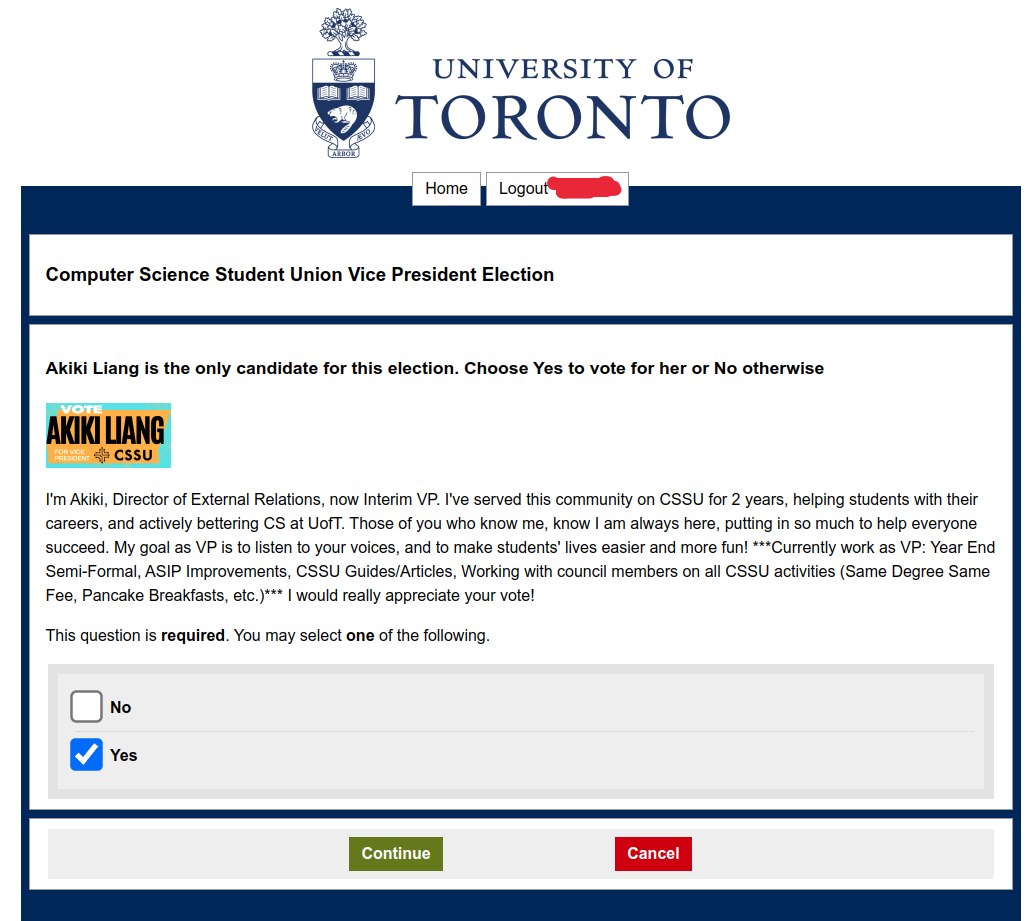 UNIVERSITY OF
TORONTO
VELUT ÆVO
ARBOR
Home
Logout
Computer Science Student Union Vice President Election
Akiki Liang is the only candidate for this election. Choose Yes to vote for her or No otherwise
VOTE
AKIKI LIANG
FOR VICE
PRESIDENT
CSSU
I'm Akiki, Director of External Relations, now Interim VP. I've served this community on CSSU for 2 years, helping students with their
careers, and actively bettering CS at UofT. Those of you who know me, know I am always here, putting in so much to help everyone
succeed. My goal as VP is to listen to your voices, and to make students' lives easier and more fun! ***Currently work as VP: Year End
Semi-Formal, ASIP Improvements, CSSU Guides/Articles, Working with council members on all CSSU activities (Same Degree Same
Fee, Pancake Breakfasts, etc.)*** I would really appreciate your vote!
This question is required. You may select one of the following.
No
Yes
Continue
Cancel